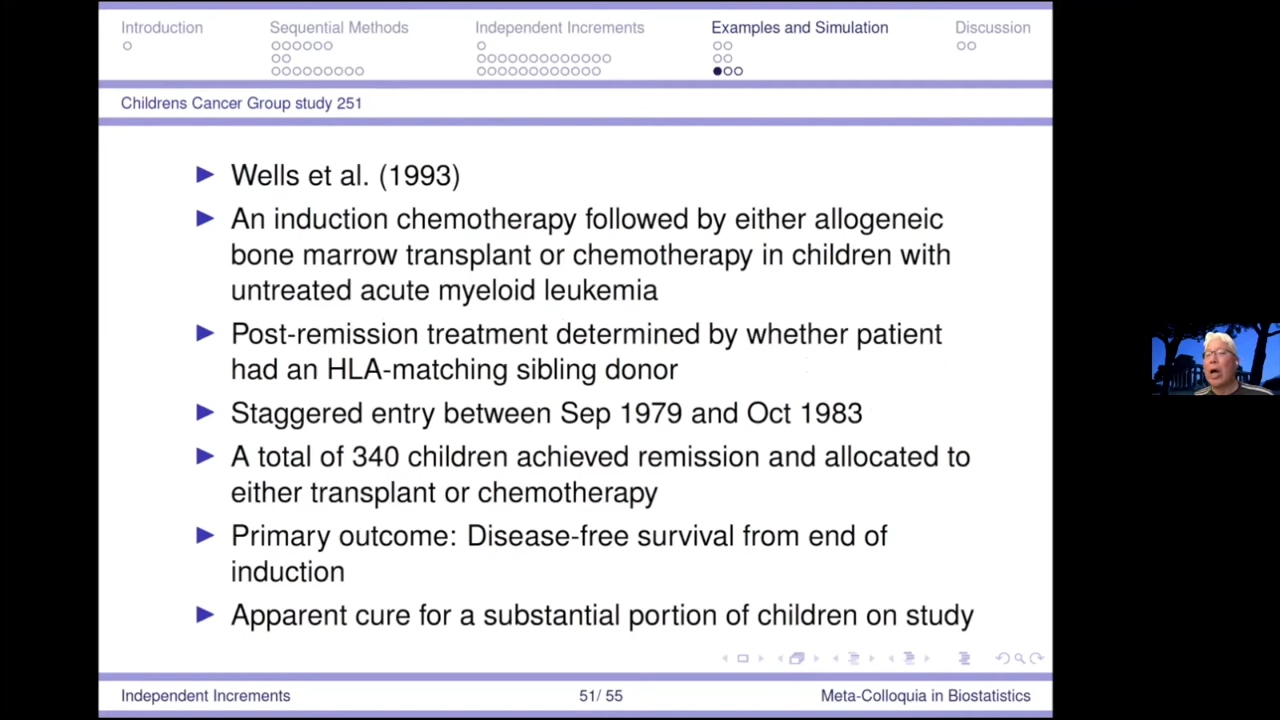 Introduction Sequential Methods Independent Increments Examples and Simulation Discussion
Childrens Cancer Group study 251
Wells et al. (1993)
An induction chemotherapy followed by either allogeneic
bone marrow transplant or chemotherapy in children with
untreated acute myeloid leukemia
Post-remission treatment determined by whether patient
had an HLA-matching sibling donor
Staggered entry between Sep 1979 and Oct 1983
A total of 340 children achieved remission and allocated to
either transplant or chemotherapy
Primary outcome: Disease-free survival from end of
induction
Apparent cure for a substantial portion of children on study
Independent Increments 51/ 55 Meta-Colloquia in Biostatistics